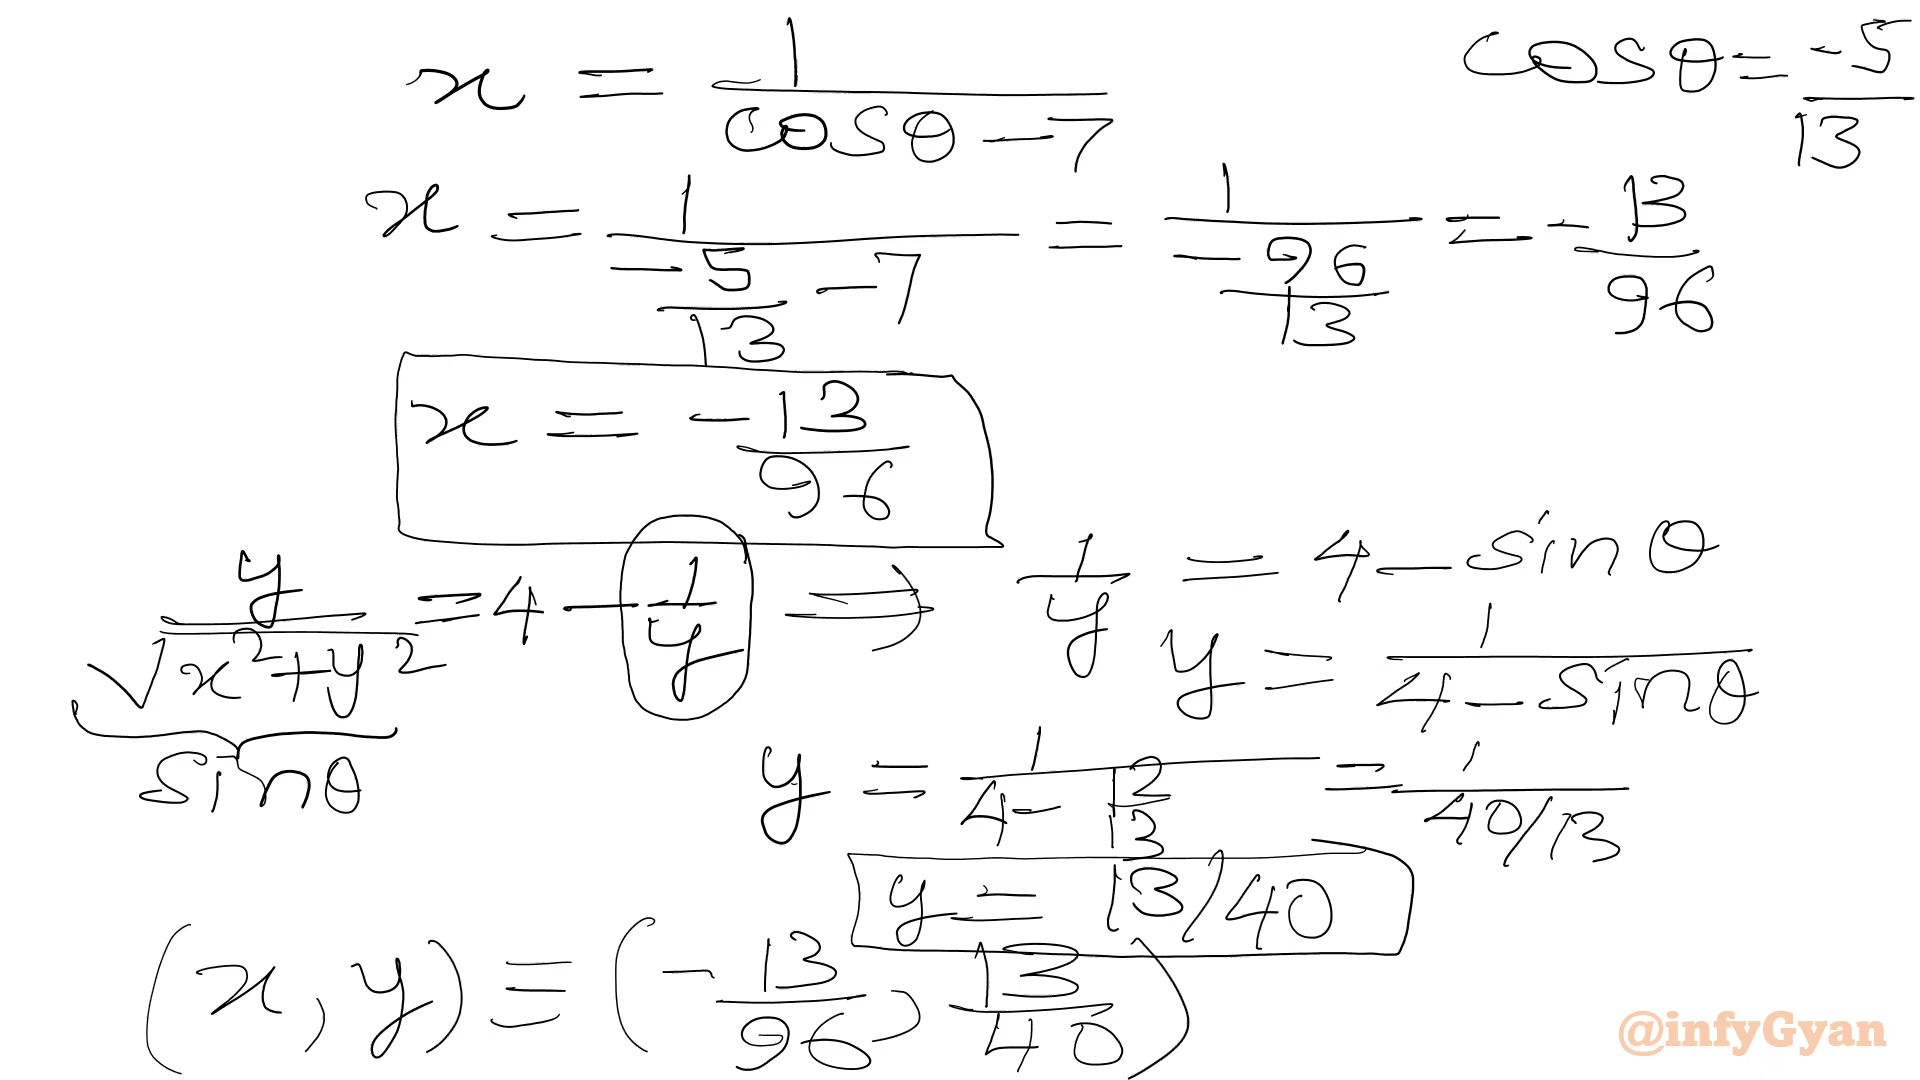 x = 1/(cosθ - 7)
cosθ = -5/13
x = 1/(-5/13 - 7) = 1/(-96/13) = -13/96
x = -13/96
y/√(x²+y²) = 4 - 1/y ⇒ 1/y = 4 - sinθ
sinθ
y = 1/(4 - sinθ)
y = 1/(4 - 12/13) = 1/(40/13)
y = 13/40
(x, y) ≡ (-13/96, 13/40)
@infyGyan